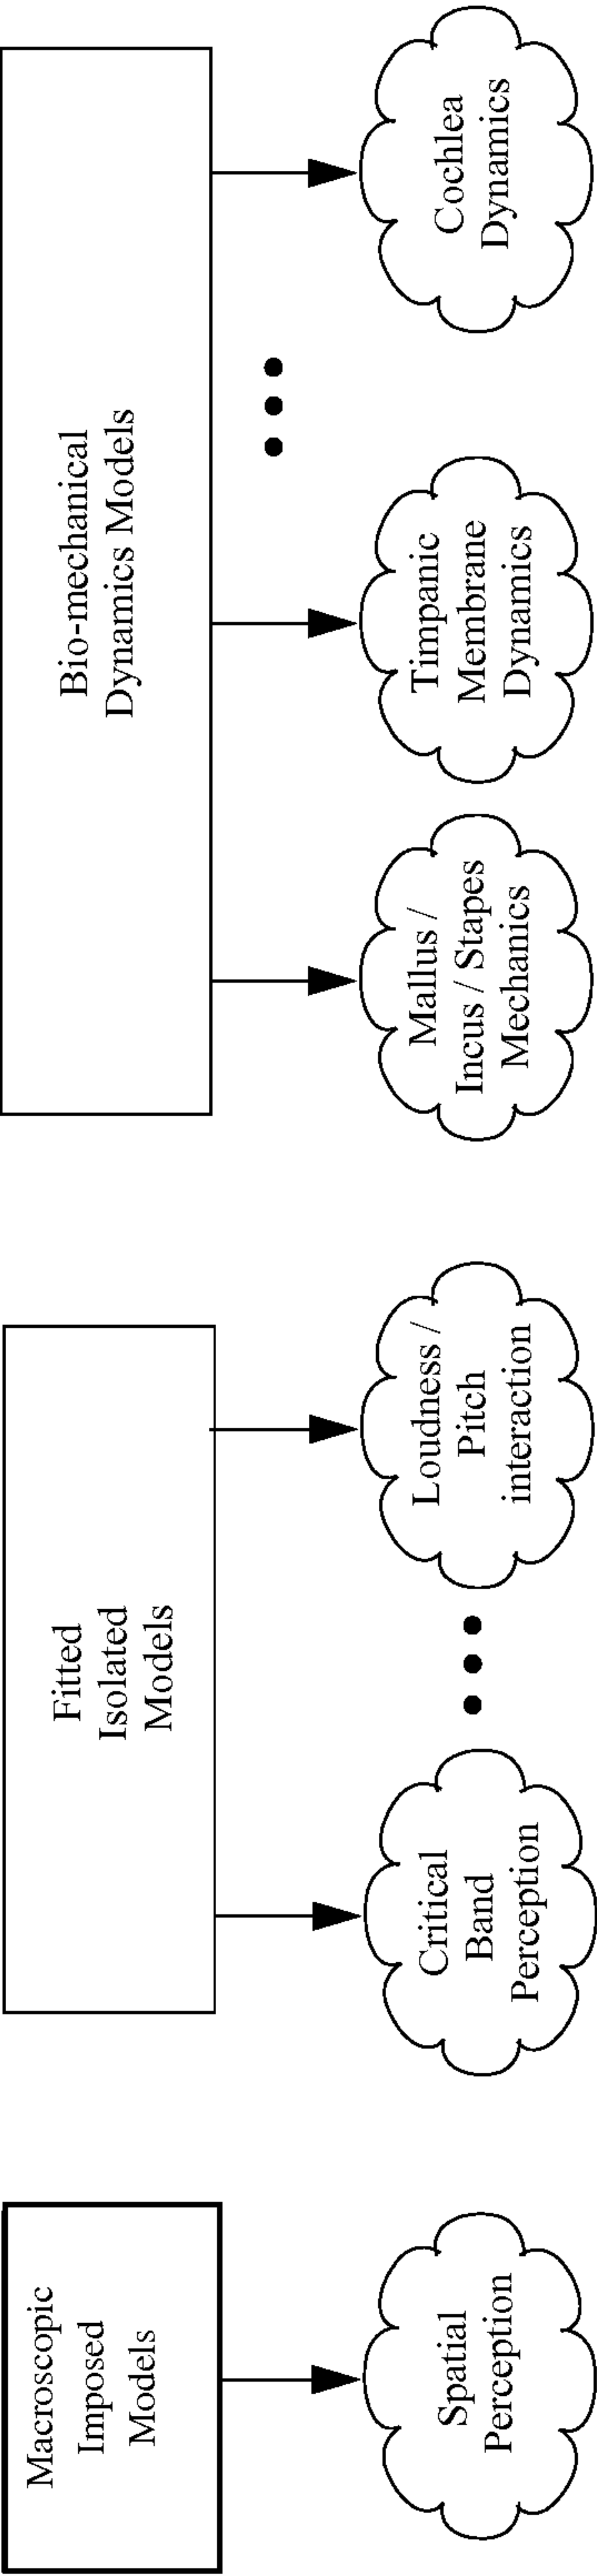 Macroscopic
Imposed
Models
Fitted
Isolated
Models
Bio-mechanical
Dynamics Models
Spatial
Perception
Critical
Band
Perception
Loudness /
Pitch
interaction
Mallus /
Incus / Stapes
Mechanics
Timpanic
Membrane
Dynamics
Cochlea
Dynamics